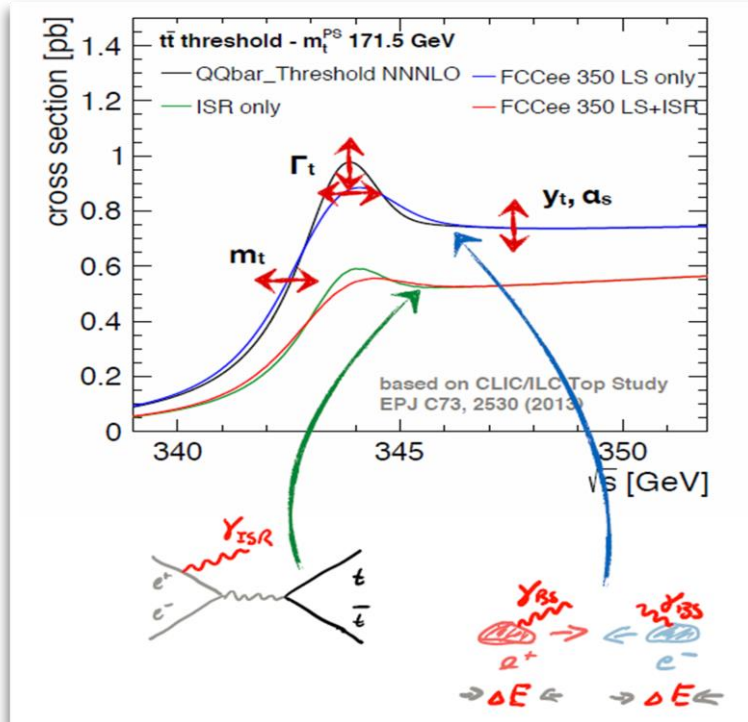 cross section [pb]
tt̄ threshold - mtPS 171.5 GeV
QQbar_Threshold NNNLO
FCCee 350 LS only
ISR only
FCCee 350 LS+ISR
1.4
1.2
1
0.8
0.6
0.4
0.2
0
Γt
yt, αs
mt
based on CLIC/ILC Top Study
EPJ C73, 2530 (2013)
340
345
350
√s [GeV]
γISR
e+
e-
t
t̄
γBS
γBS
e+
e-
ΔE
ΔE